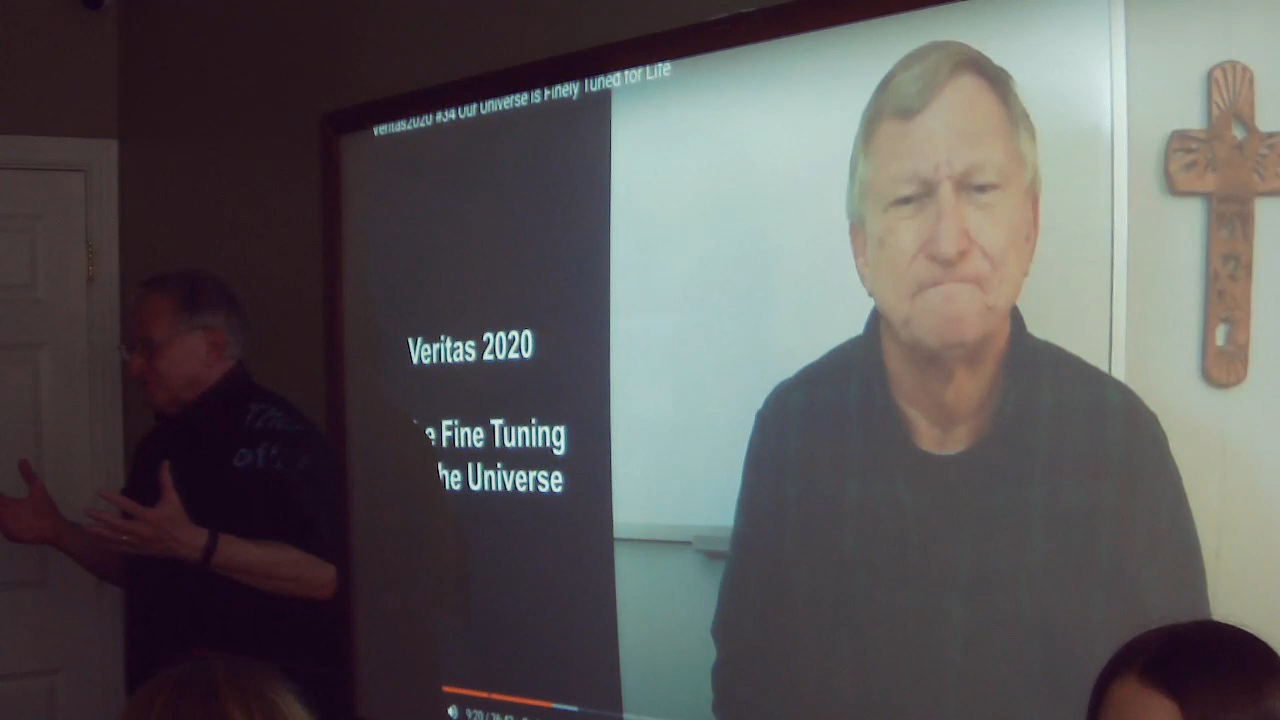 Veritas2020 #34 Our Universe is Finely Tuned for Life
Veritas 2020
e Fine Tuning
he Universe